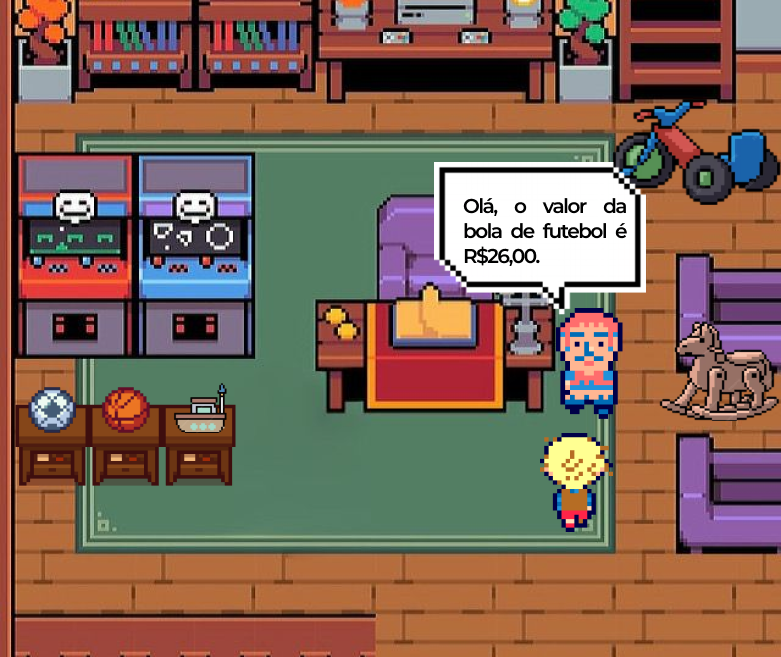 Olá, o valor da
bola de futebol é
R$26,00.